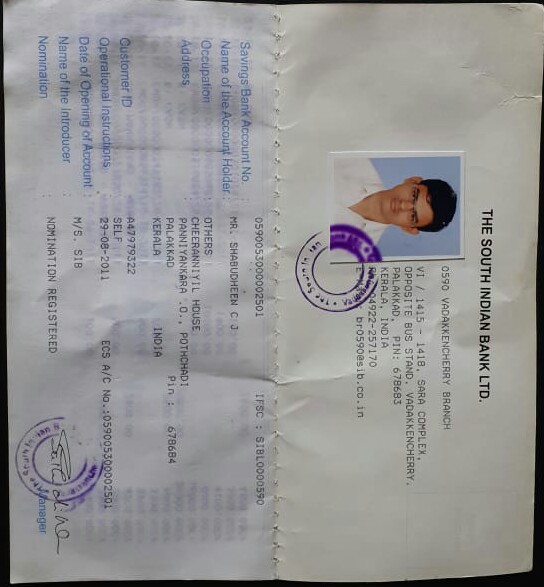 THE SOUTH INDIAN BANK LTD.
0590 VADAKKENCHERRY BRANCH
VI / 1415 - 1418, SARA COMPLEX,
OPPOSITE BUS STAND, VADAKKENCHERRY,
PALAKKAD, PIN: 678683
KERALA, INDIA
04922-257170
br0590@sib.co.in
Savings Bank Account No. : 0590053000002501 IFSC : SIBL0000590
Name of the Account Holder : MR. SHABUDHEEN C J
Occupation : OTHERS
Address : CHEERANNIYIL HOUSE
PANNIYANKARA .O., POTHCHADI
PALAKKAD Pin : 678684
KERALA INDIA
Customer ID : A47979322
Operational Instructions : SELF
Date of Opening of Account : 29-08-2011 ECS A/C No.:0590053000002501
Name of the Introducer : M/S. SIB
Nomination : NOMINATION REGISTERED
Manager